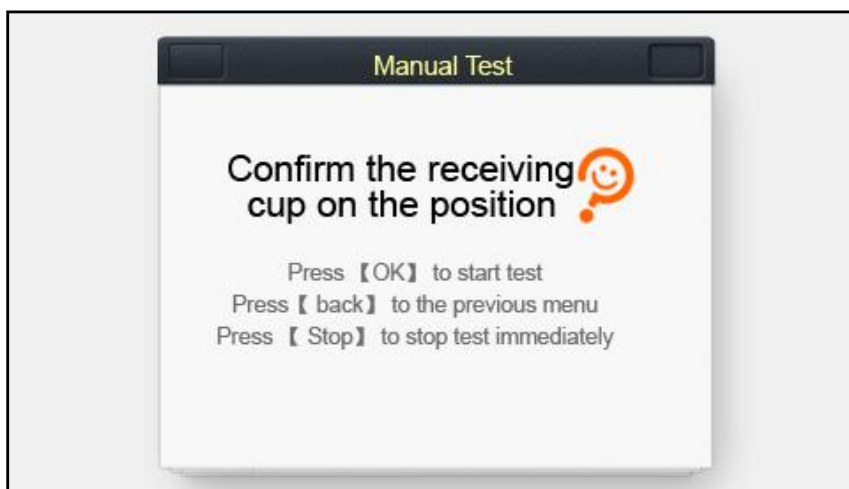 Manual Test
Confirm the receiving
cup on the position
Press 【OK】 to start test
Press【 back】 to the previous menu
Press 【 Stop】 to stop test immediately